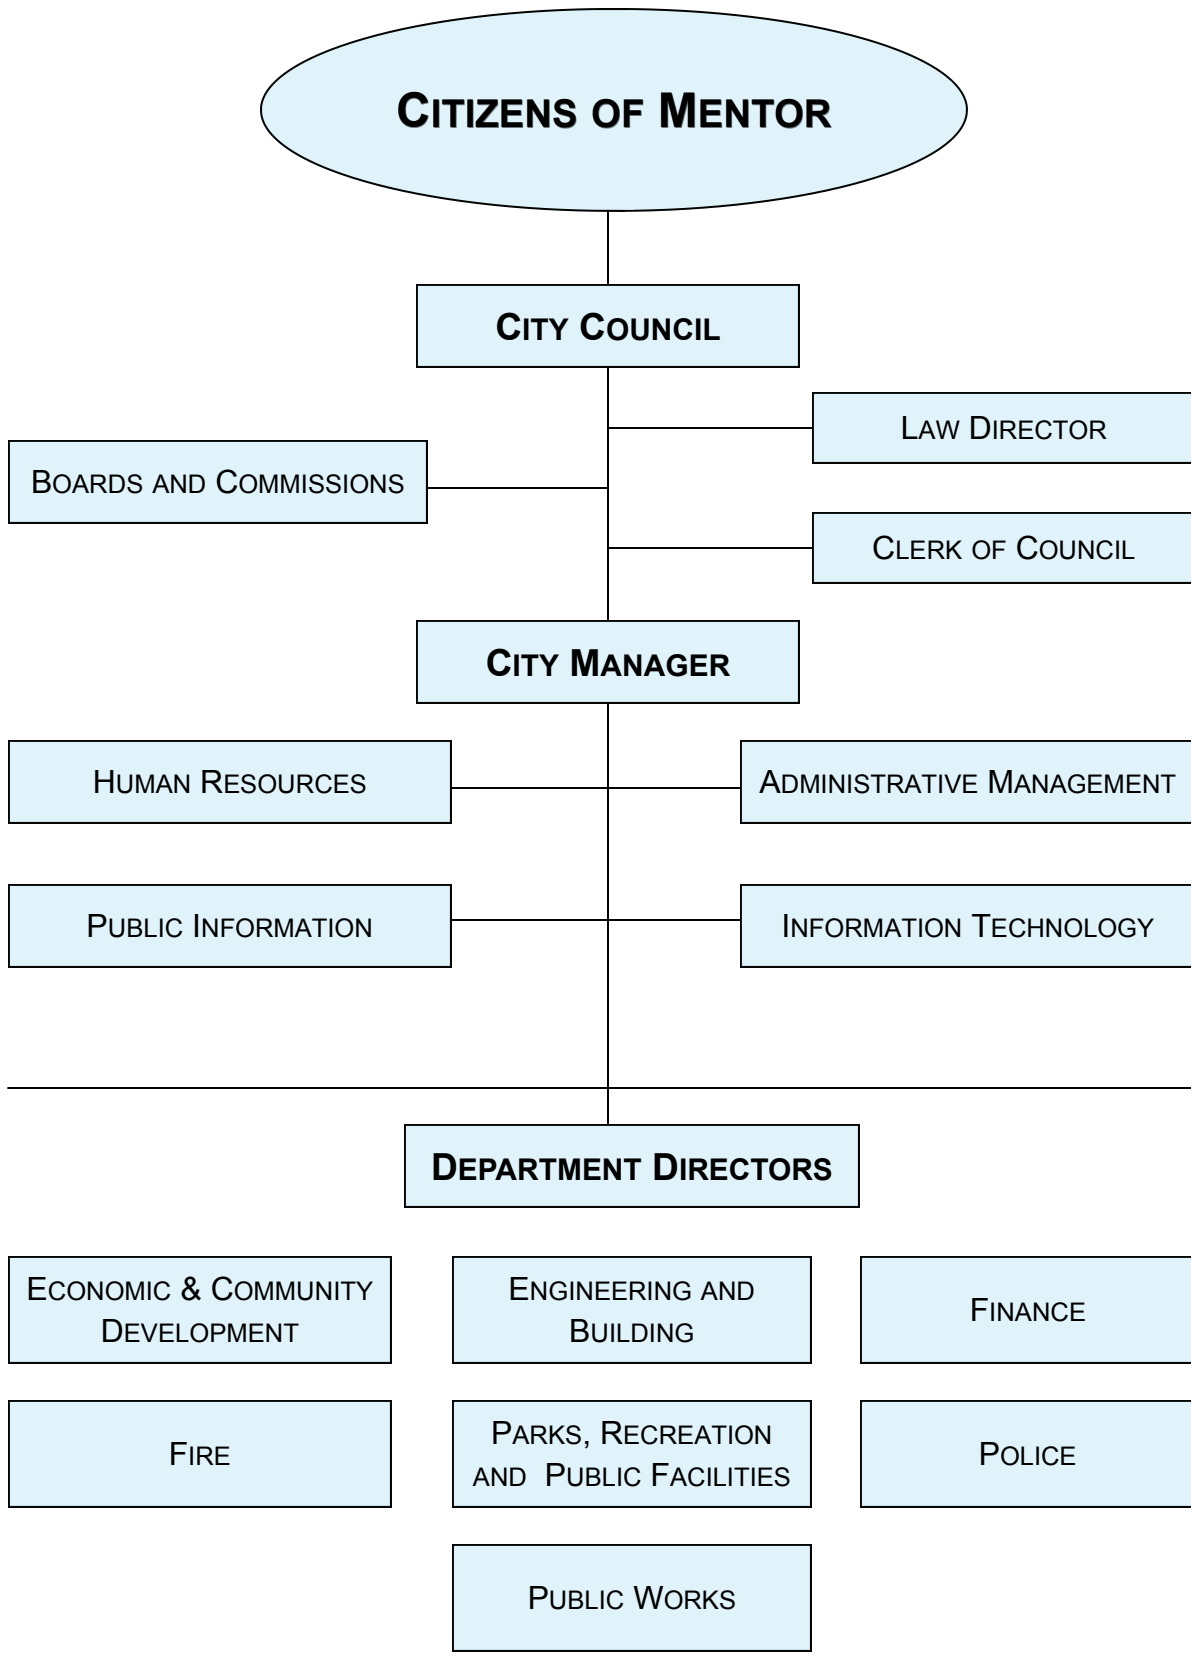 CITIZENS OF MENTOR
CITY COUNCIL
LAW DIRECTOR
BOARDS AND COMMISSIONS
CLERK OF COUNCIL
CITY MANAGER
HUMAN RESOURCES
ADMINISTRATIVE MANAGEMENT
PUBLIC INFORMATION
INFORMATION TECHNOLOGY
DEPARTMENT DIRECTORS
ECONOMIC & COMMUNITY
DEVELOPMENT
ENGINEERING AND
BUILDING
FINANCE
FIRE
PARKS, RECREATION
AND PUBLIC FACILITIES
POLICE
PUBLIC WORKS